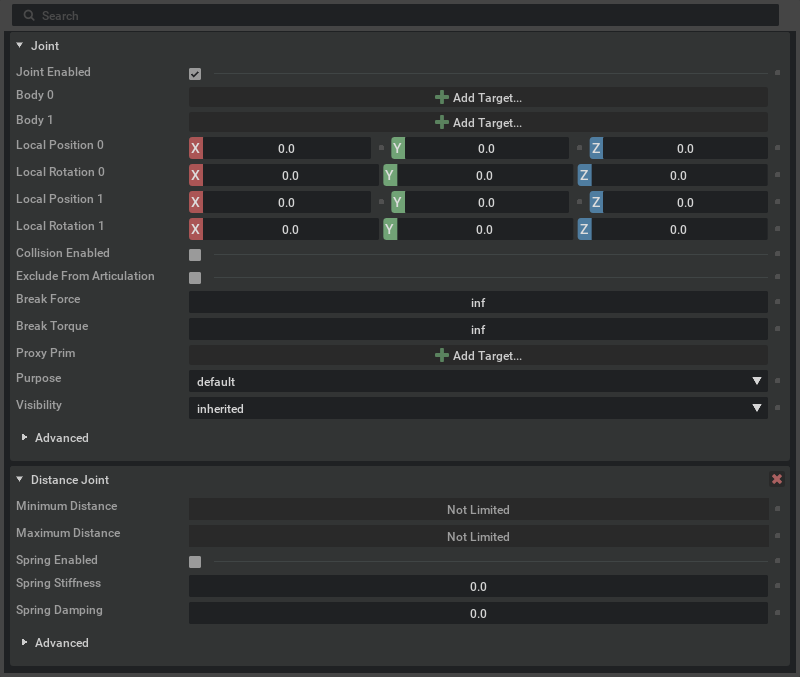 Search
Joint
Joint Enabled
Body 0 Add Target...
Body 1 Add Target...
Local Position 0 X 0.0 Y 0.0 Z 0.0
Local Rotation 0 X 0.0 Y 0.0 Z 0.0
Local Position 1 X 0.0 Y 0.0 Z 0.0
Local Rotation 1 X 0.0 Y 0.0 Z 0.0
Collision Enabled
Exclude From Articulation
Break Force inf
Break Torque inf
Proxy Prim Add Target...
Purpose default
Visibility inherited
Advanced
Distance Joint
Minimum Distance Not Limited
Maximum Distance Not Limited
Spring Enabled
Spring Stiffness 0.0
Spring Damping 0.0
Advanced